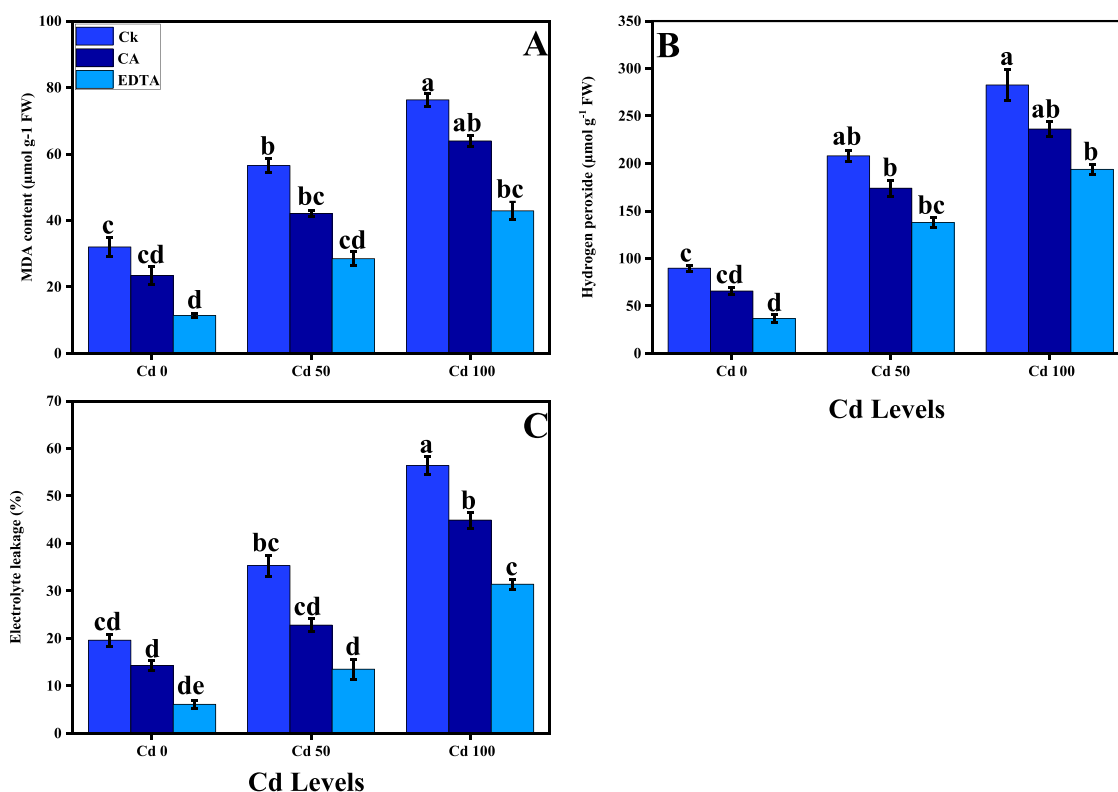 A
Ck
CA
EDTA
MDA content (μmol g-1 FW)
100
80
60
40
20
0
c
cd
d
b
bc
cd
a
ab
bc
Cd 0
Cd 50
Cd 100
B
Hydrogen peroxide (μmol g⁻¹ FW)
350
300
250
200
150
100
50
0
c
cd
d
ab
b
bc
a
ab
b
Cd 0
Cd 50
Cd 100
Cd Levels
C
Electrolyte leakage (%)
70
60
50
40
30
20
10
0
cd
d
de
bc
cd
d
a
b
c
Cd 0
Cd 50
Cd 100
Cd Levels